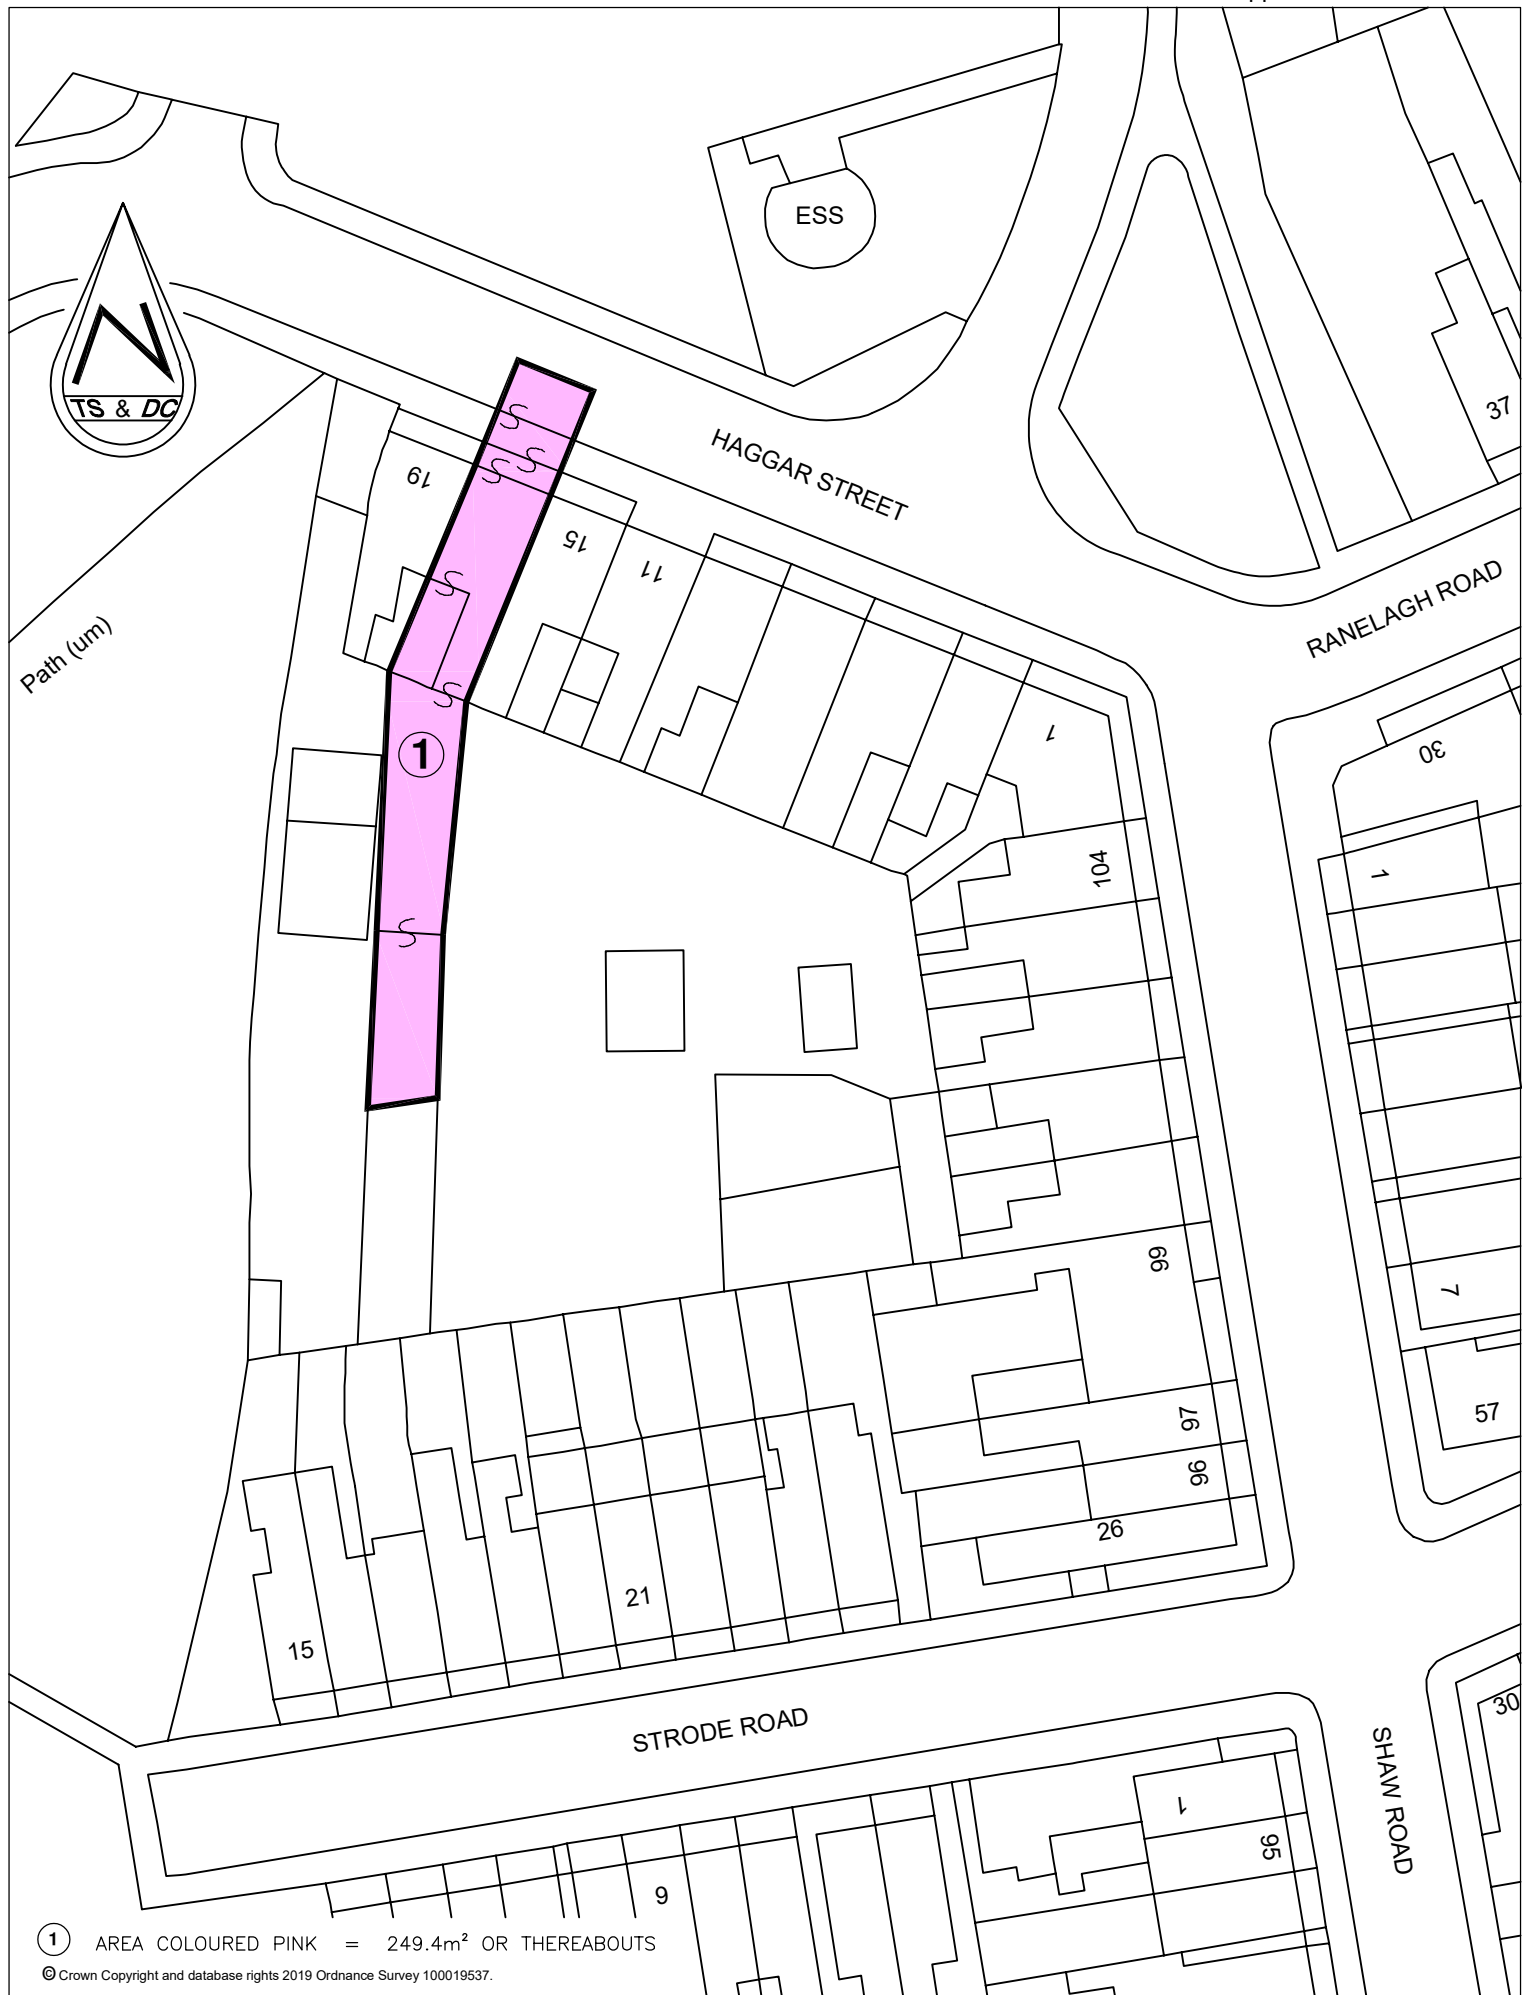 ESS
TS & DC
37
HAGGAR STREET
19
15
11
RANELAGH ROAD
Path (um)
1
1
30
104
1
99
7
97
57
96
26
21
15
STRODE ROAD
SHAW ROAD
30
1
95
9
1 AREA COLOURED PINK = 249.4m² OR THEREABOUTS
© Crown Copyright and database rights 2019 Ordnance Survey 100019537.